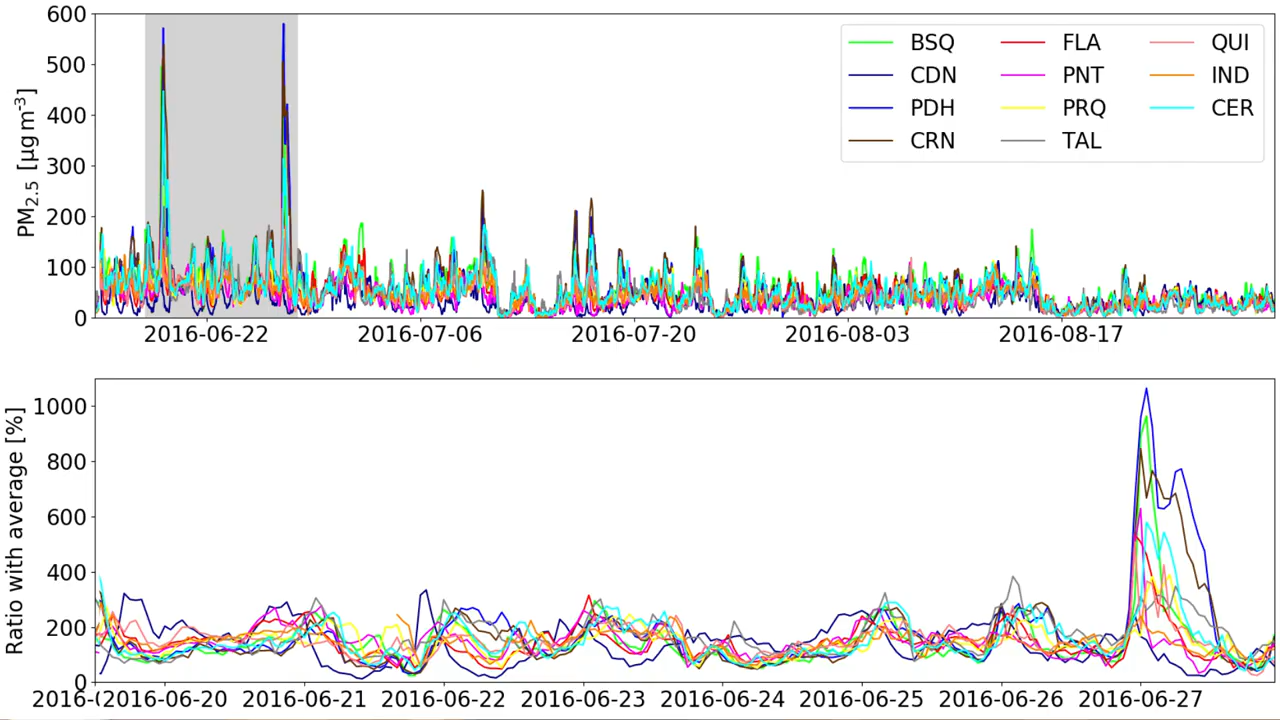 600
500
400
300
200
100
0
PM2.5 [µg m-3]
BSQ FLA QUI
CDN PNT IND
PDH PRQ CER
CRN TAL
2016-06-22 2016-07-06 2016-07-20 2016-08-03 2016-08-17
1000
800
600
400
200
0
Ratio with average [%]
2016-06-20 2016-06-21 2016-06-22 2016-06-23 2016-06-24 2016-06-25 2016-06-26 2016-06-27